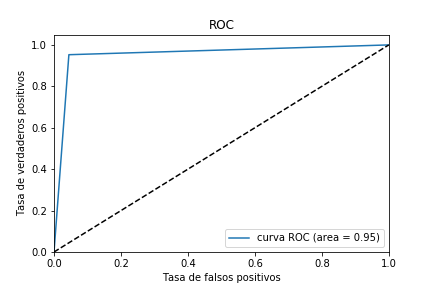 ROC
Tasa de verdaderos positivos
1.0
0.8
0.6
0.4
0.2
0.0
curva ROC (area = 0.95)
0.0 0.2 0.4 0.6 0.8 1.0
Tasa de falsos positivos